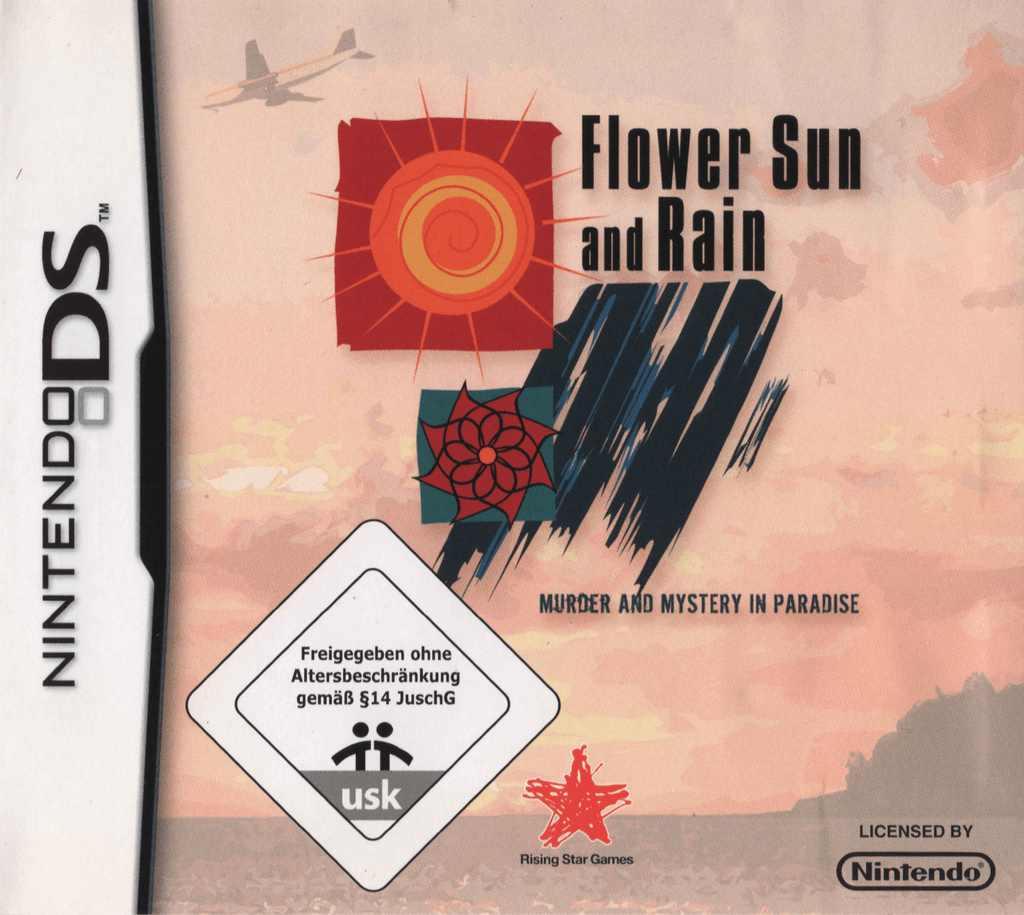 NINTENDO DS™
Flower Sun
and Rain
MURDER AND MYSTERY IN PARADISE
Freigegeben ohne
Altersbeschränkung
gemäß §14 JuschG
usk
Rising Star Games
LICENSED BY
Nintendo®